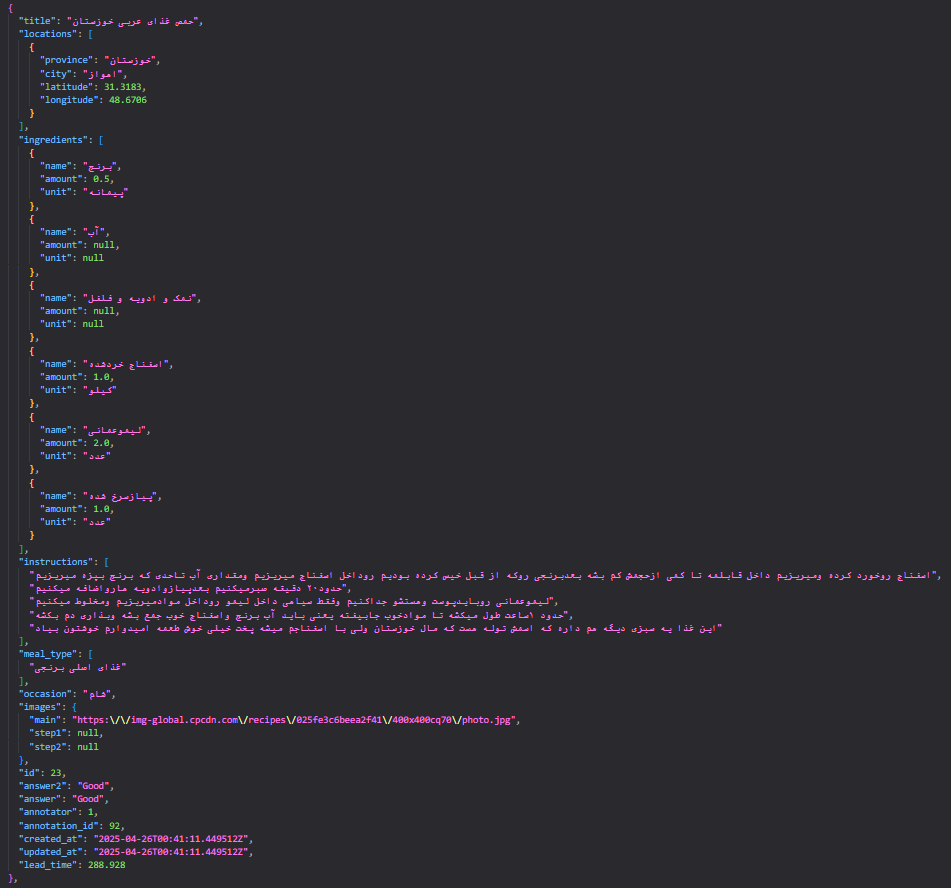 {
"title": "حمص غذای عربی خوزستان",
"locations": [
{
"province": "خوزستان",
"city": "اهواز",
"latitude": 31.3183,
"longitude": 48.6706
}
],
"ingredients": [
{
"name": "برنج",
"amount": 0.5,
"unit": "پیمانه"
},
{
"name": "آب",
"amount": null,
"unit": null
},
{
"name": "نمک و ادویه و فلفل",
"amount": null,
"unit": null
},
{
"name": "اسفناج خردشده",
"amount": 1.0,
"unit": "کیلو"
},
{
"name": "لیموعمانی",
"amount": 2.0,
"unit": "عدد"
},
{
"name": "پیازسرخ شده",
"amount": 1.0,
"unit": "عدد"
}
],
"instructions": [
"اسفناج روخورد کرده ومیریزیم داخل قابلمه تا کمی ازحجمش کم بشه بعدبرنجی روکه از قبل خیس کرده بودیم روداخل اسفناج میریزیم ومقداری آب تاحدی که برنج بپزه میریزیم",
"حدود۲۰ دقیقه صبرمیکنیم بعدپیازوادویه هارواضافه میکنیم",
"لیموعمانی روبایدپوست ومستشو جداکنیم وفقط سیاهی داخل لیمو روداخل موادمیریزیم ومخلوط میکنیم",
"حدود ۱ساعت طول میکشه تا موادخوب جابیفته یعنی باید آب برنج واسفناج خوب جمع بشه وبذاری دم بکشه",
"این غذا یه سبزی دیگه هم داره که اسمش توله هست که مال خوزستان ولی با اسفناجم میشه پخت خیلی خوش طعمه امیدوارم خوشتون بیاد"
],
"meal_type": [
"غذای اصلی برنجی"
],
"occasion": "شام",
"images": {
"main": "https:\/\/img-global.cpcdn.com\/recipes\/025fe3c6beea2f41\/400x400cq70\/photo.jpg",
"step1": null,
"step2": null
},
"id": 23,
"answer2": "Good",
"answer": "Good",
"annotator": 1,
"annotation_id": 92,
"created_at": "2025-04-26T00:41:11.449512Z",
"updated_at": "2025-04-26T00:41:11.449512Z",
"lead_time": 288.928
},